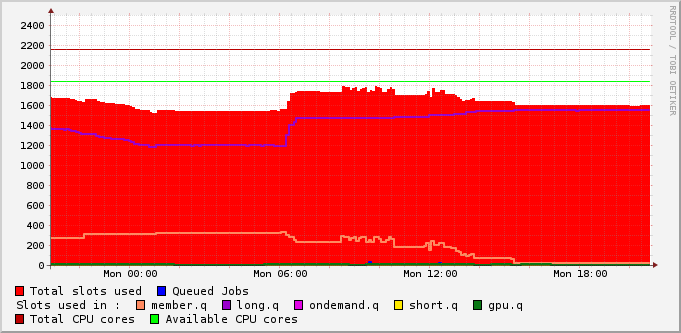 2400
2200
2000
1800
1600
1400
1200
1000
800
600
400
200
0
Mon 00:00 Mon 06:00 Mon 12:00 Mon 18:00
Total slots used Queued Jobs
Slots used in : member.q long.q ondemand.q short.q gpu.q
Total CPU cores Available CPU cores
RRDTOOL / TOBI OETIKER